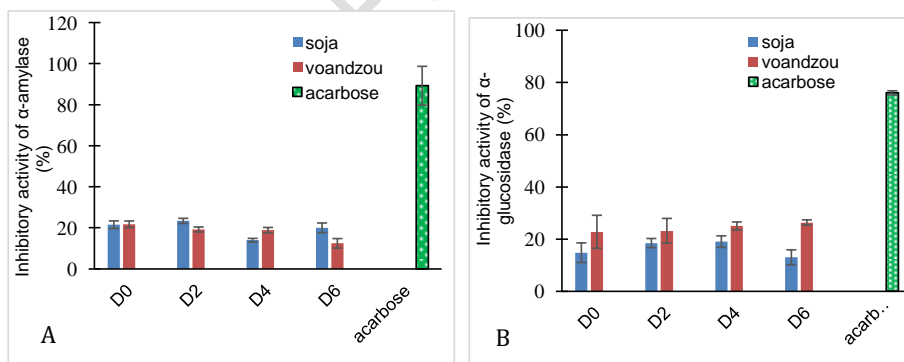 Inhibitory activity of α-amylase
(%)
120
100
80
60
40
20
0
soja
voandzou
acarbose
D0
D2
D4
D6
acarbose
A
Inhibitory activity of α-
glucosidase (%)
100
80
60
40
20
0
soja
voandzou
acarbose
D0
D2
D4
D6
acarb..
B